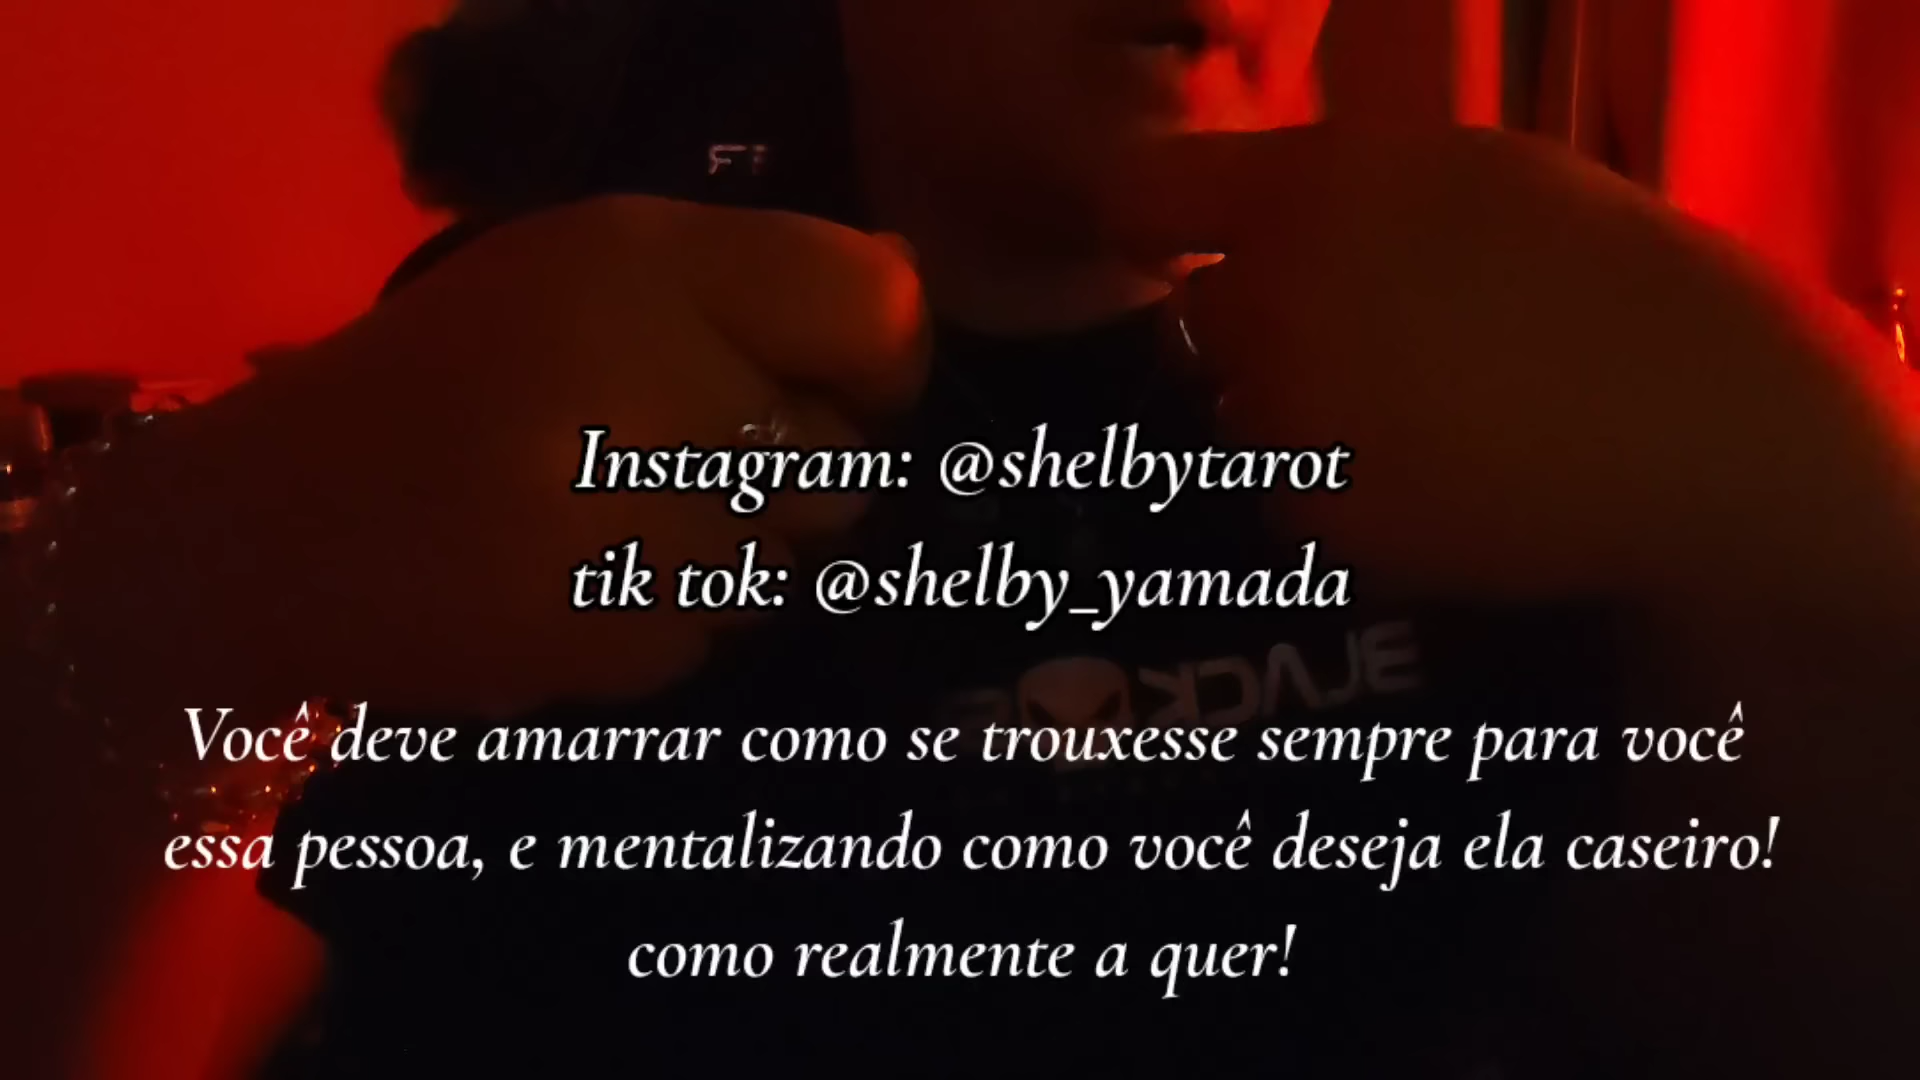 Instagram: @shelbytarot
tik tok: @shelby_yamada
Você deve amarrar como se trouxesse sempre para você
essa pessoa, e mentalizando como você deseja ela caseiro!
como realmente a quer!